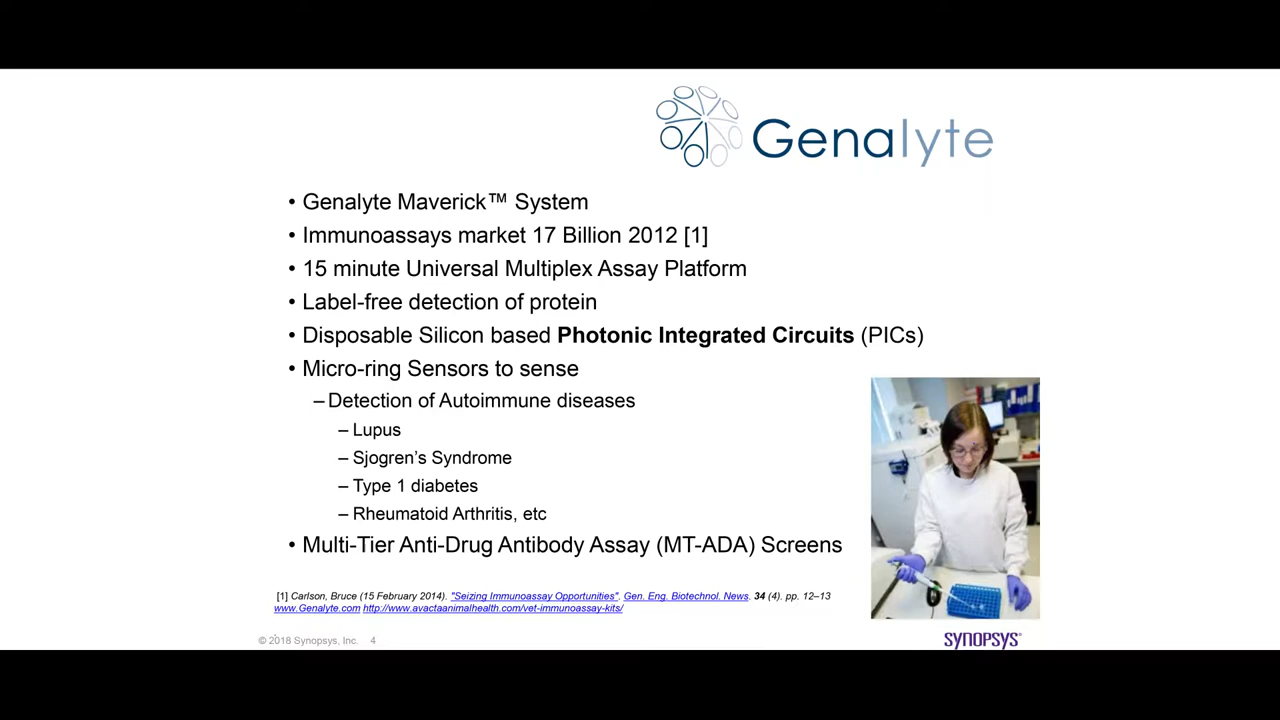 Genalyte
• Genalyte Maverick™ System
• Immunoassays market 17 Billion 2012 [1]
• 15 minute Universal Multiplex Assay Platform
• Label-free detection of protein
• Disposable Silicon based Photonic Integrated Circuits (PICs)
• Micro-ring Sensors to sense
–Detection of Autoimmune diseases
– Lupus
– Sjogren's Syndrome
– Type 1 diabetes
– Rheumatoid Arthritis, etc
• Multi-Tier Anti-Drug Antibody Assay (MT-ADA) Screens
[1] Carlson, Bruce (15 February 2014). "Seizing Immunoassay Opportunities". Gen. Eng. Biotechnol. News. 34 (4). pp. 12–13
www.Genalyte.com http://www.avactaanimalhealth.com/vet-immunoassay-kits/
© 2018 Synopsys, Inc. 4
SYNOPSYS®